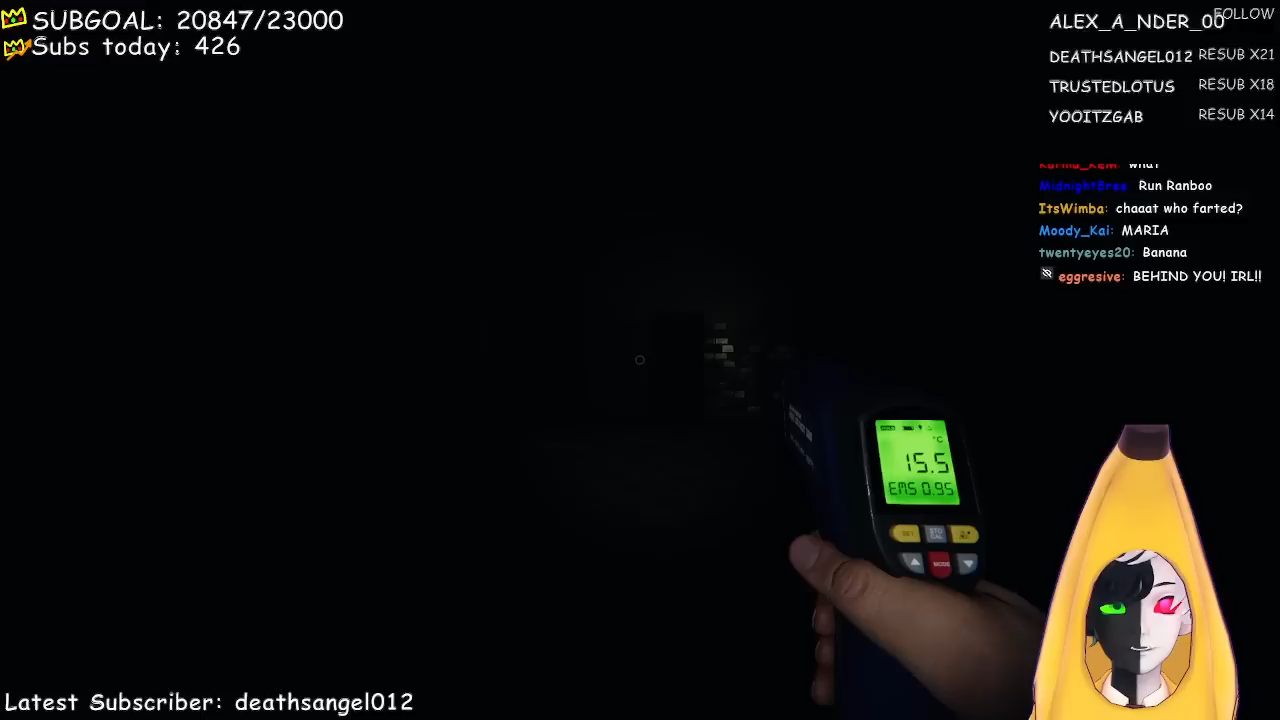 SUBGOAL: 20847/23000
Subs today: 426
FOLLOW
ALEX_A_NDER_00
DEATHSANGEL012 RESUB X21
TRUSTEDLOTUS RESUB X18
YOOITZGAB RESUB X14
Run Ranboo
ItsWimba: chaaat who farted?
Moody_Kai: MARIA
twentyeyes20: Banana
eggresive: BEHIND YOU! IRL!!
°C
15.5
EMS 0.95
MODE
Latest Subscriber: deathsangel012